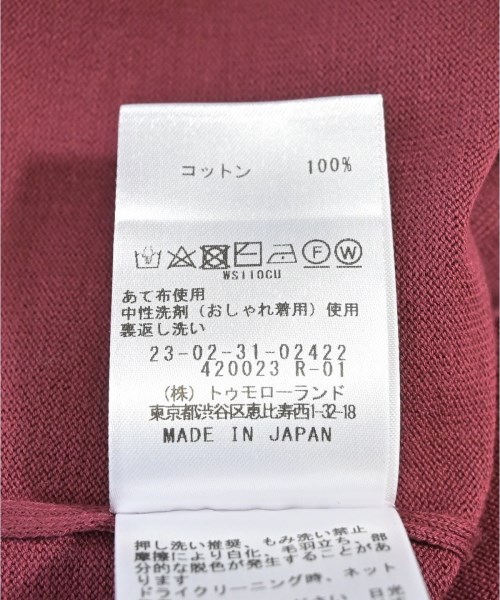 コットン 100%
F W
WS110CU
あて布使用
中性洗剤（おしゃれ着用）使用
裏返し洗い
23-02-31-02422
420023 R-01
（株）トゥモローランド
東京都渋谷区恵比寿西1-32-18
MADE IN JAPAN
押し洗い推奨、もみ洗い禁止
摩擦により白化、毛羽立ち、部
分的な脱色が発生することがあ
ります
ドライクリーニング時、ネット